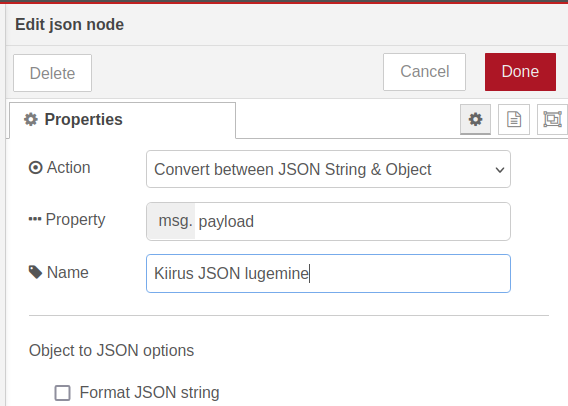 Edit json node
Delete
Cancel
Done
Properties
Action
Convert between JSON String & Object
Property
msg. payload
Name
Kiirus JSON lugemine
Object to JSON options
Format JSON string